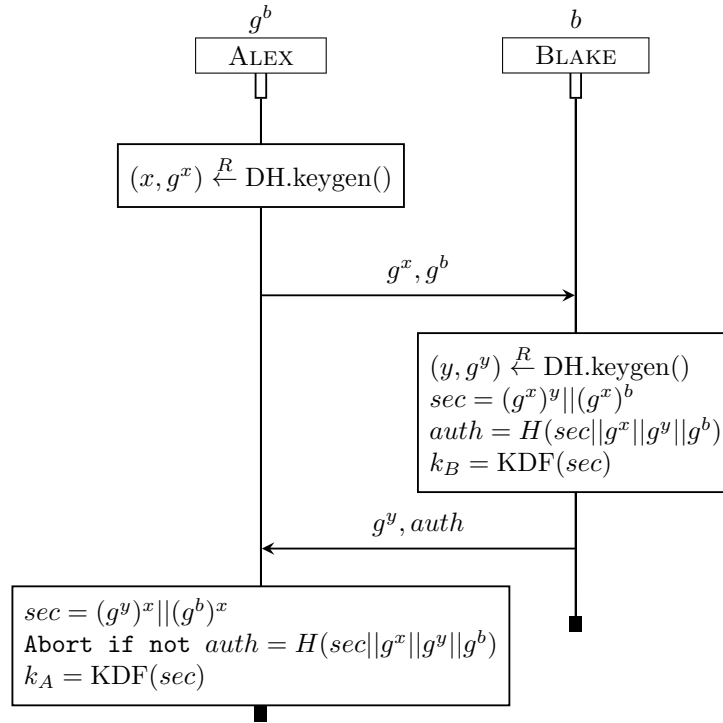 g^b
b
ALEX
BLAKE
(x, g^x) ←^R DH.keygen()
g^x, g^b
(y, g^y) ←^R DH.keygen()
sec = (g^x)^y||(g^x)^b
auth = H(sec||g^x||g^y||g^b)
k_B = KDF(sec)
g^y, auth
sec = (g^y)^x||(g^b)^x
Abort if not auth = H(sec||g^x||g^y||g^b)
k_A = KDF(sec)